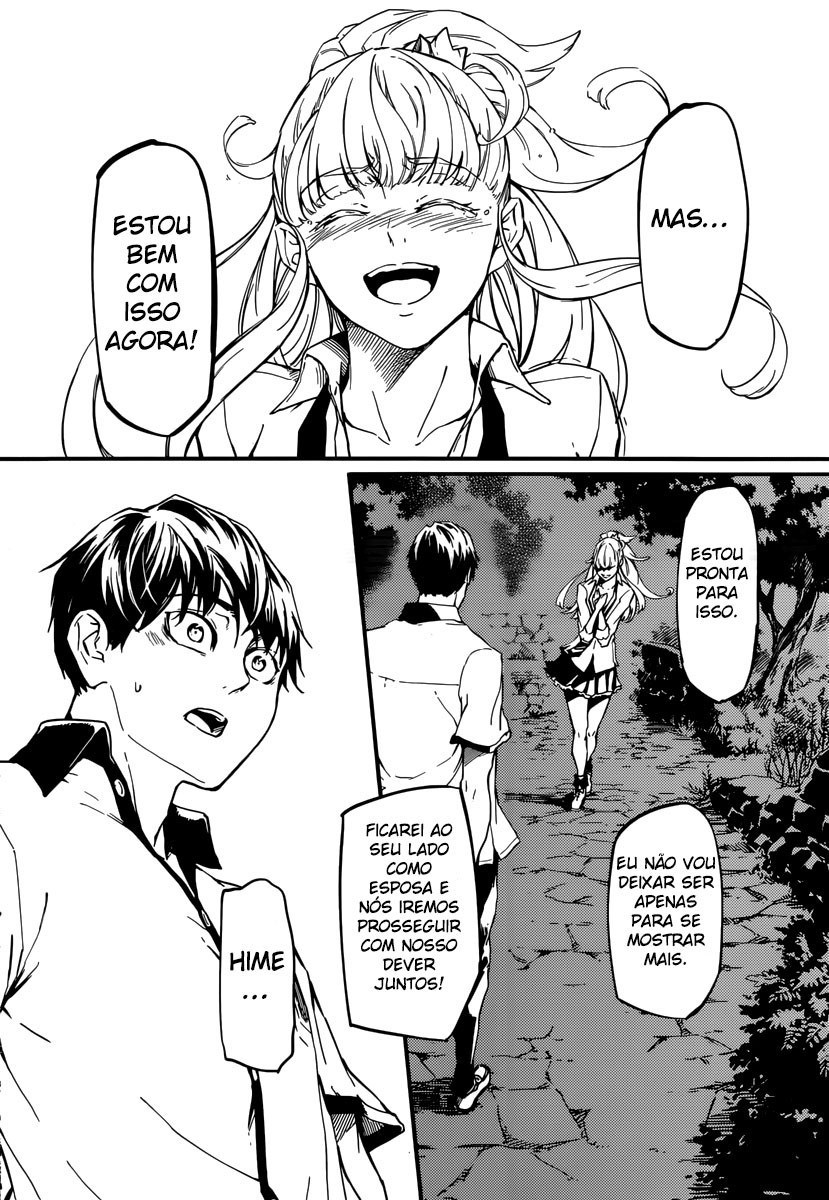 MAS...
ESTOU
BEM
COM
ISSO
AGORA!
ESTOU
PRONTA
PARA
ISSO.
EU NÃO VOU
DEIXAR SER
APENAS
PARA SE
MOSTRAR
MAIS.
FICAREI AO
SEU LADO
COMO
ESPOSA E
NÓS IREMOS
PROSSEGUIR
COM NOSSO
DEVER
JUNTOS!
HIME
...